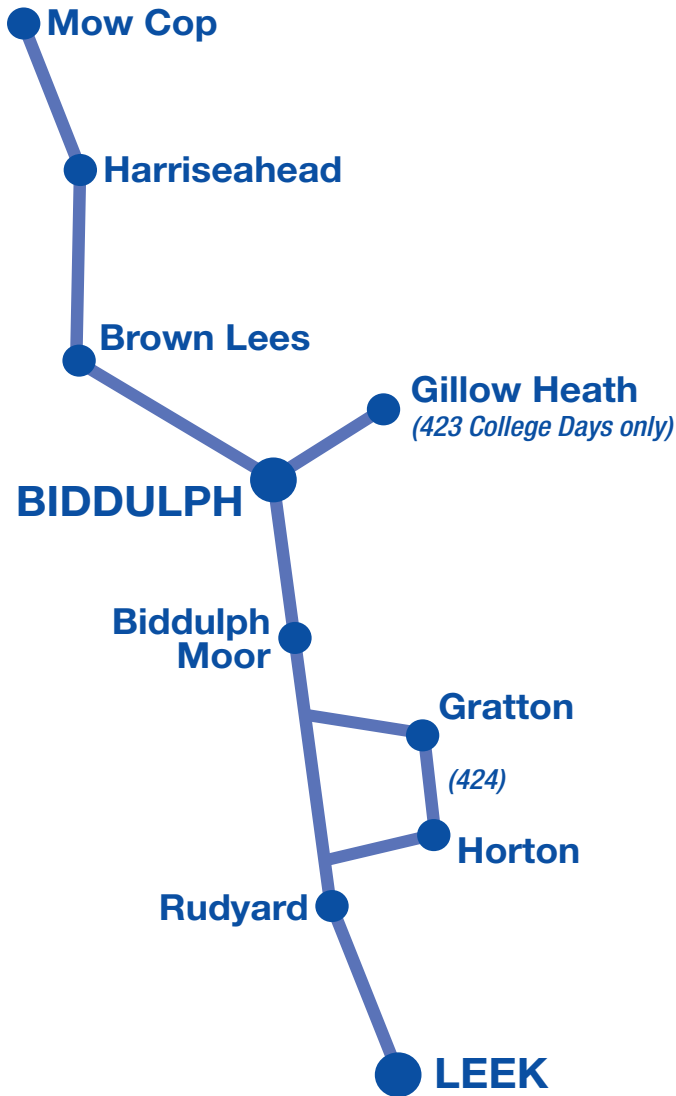 Mow Cop
Harriseahead
Brown Lees
Gillow Heath
(423 College Days only)
BIDDULPH
Biddulph
Moor
Gratton
(424)
Horton
Rudyard
LEEK